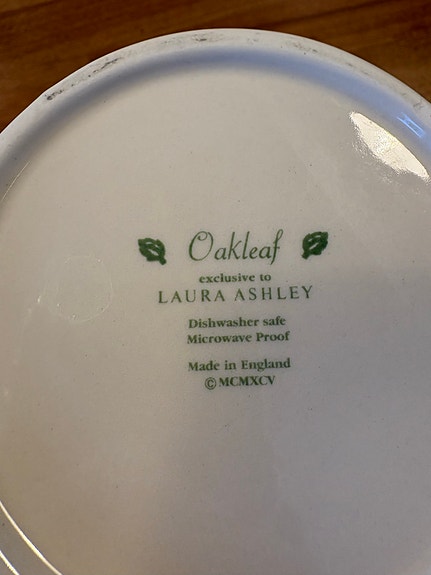 Oakleaf
exclusive to
LAURA ASHLEY
Dishwasher safe
Microwave Proof
Made in England
©MCMXCV